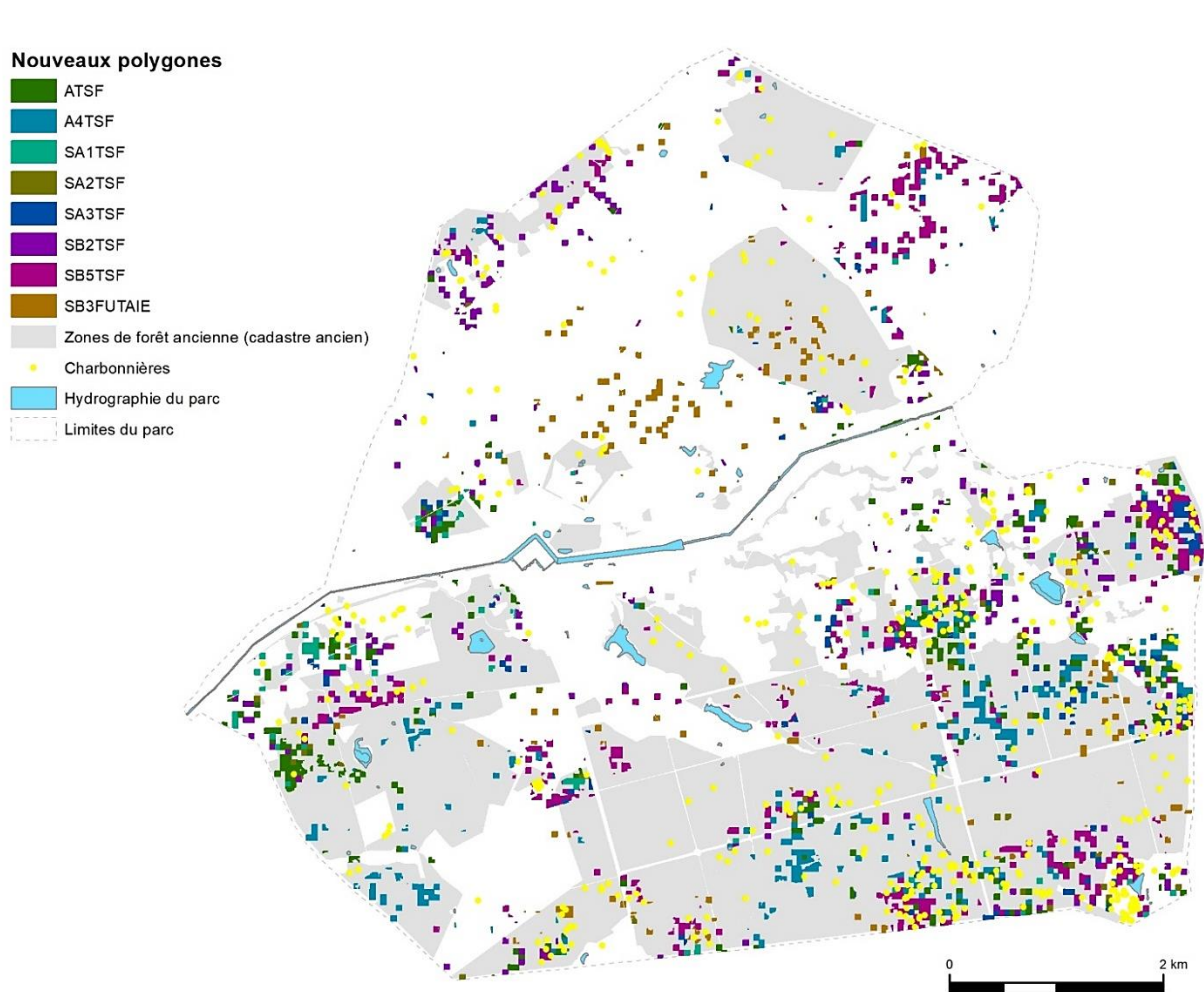 Nouveaux polygones
ATSF
A4TSF
SA1TSF
SA2TSF
SA3TSF
SB2TSF
SB5TSF
SB3FUTAIE
Zones de forêt ancienne (cadastre ancien)
Charbonnières
Hydrographie du parc
Limites du parc
0 2 km